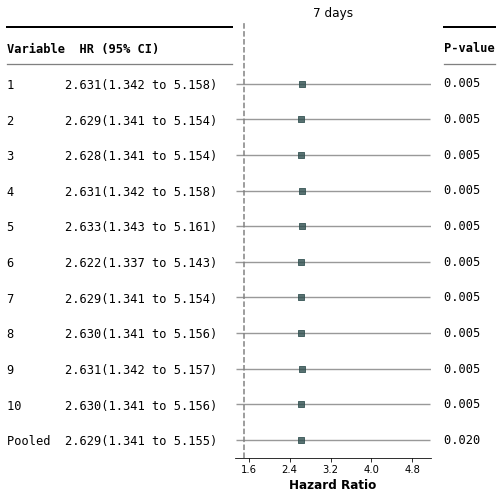 7 days
Variable HR (95% CI) P-value
1 2.631(1.342 to 5.158) 0.005
2 2.629(1.341 to 5.154) 0.005
3 2.628(1.341 to 5.154) 0.005
4 2.631(1.342 to 5.158) 0.005
5 2.633(1.343 to 5.161) 0.005
6 2.622(1.337 to 5.143) 0.005
7 2.629(1.341 to 5.154) 0.005
8 2.630(1.341 to 5.156) 0.005
9 2.631(1.342 to 5.157) 0.005
10 2.630(1.341 to 5.156) 0.005
Pooled 2.629(1.341 to 5.155) 0.020
1.6 2.4 3.2 4.0 4.8
Hazard Ratio